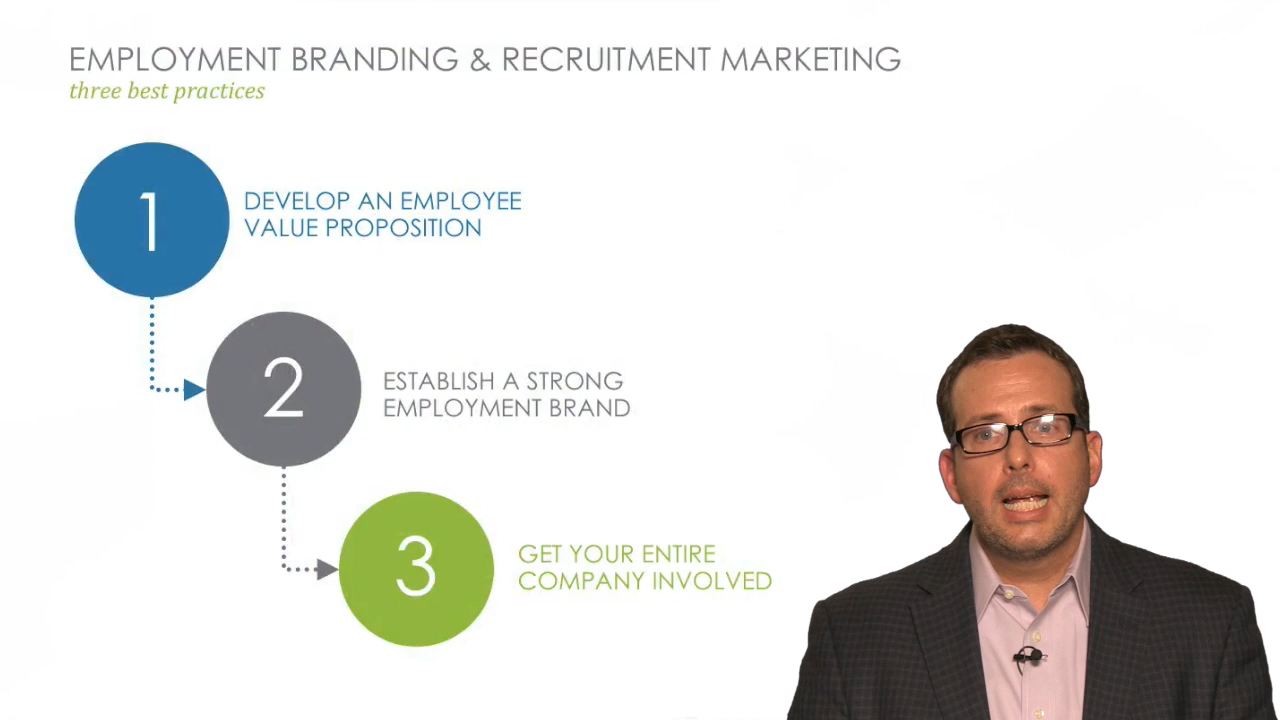 EMPLOYMENT BRANDING & RECRUITMENT MARKETING
three best practices
1
DEVELOP AN EMPLOYEE
VALUE PROPOSITION
2
ESTABLISH A STRONG
EMPLOYMENT BRAND
3
GET YOUR ENTIRE
COMPANY INVOLVED